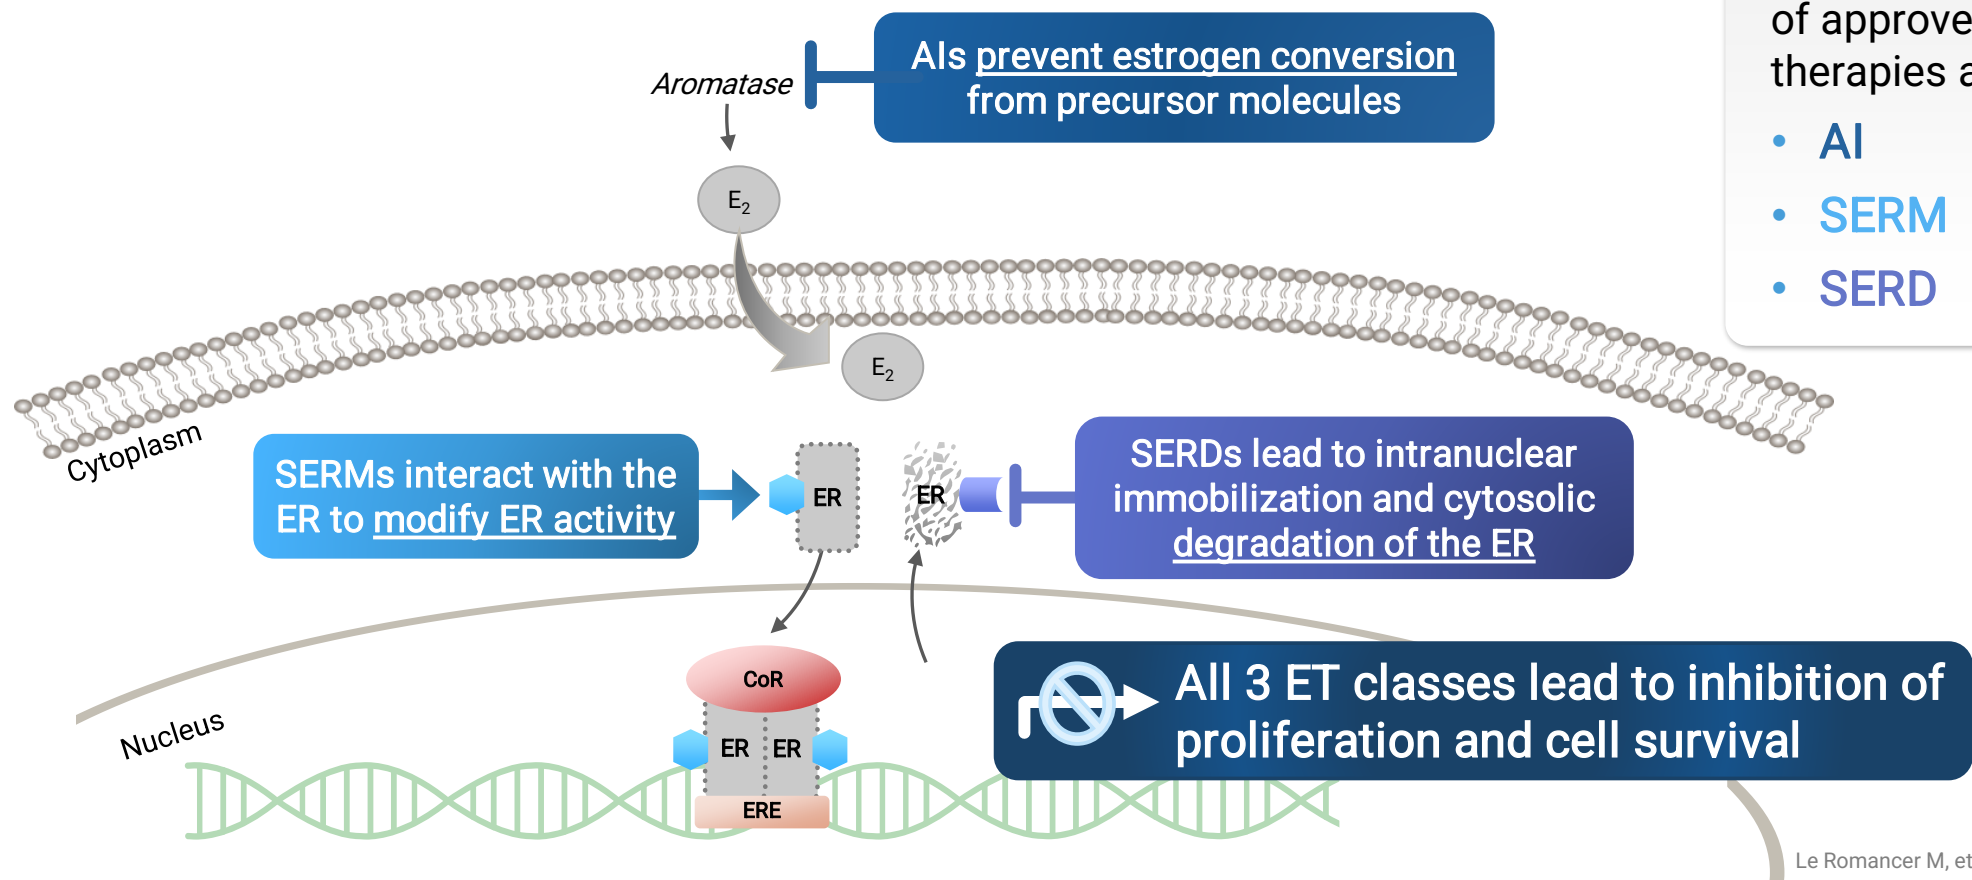 AIs prevent estrogen conversion
from precursor molecules
Aromatase
E2
of approve
therapies a
• AI
• SERM
• SERD
E2
Cytoplasm
SERMs interact with the
ER to modify ER activity
ER
ER
SERDs lead to intranuclear
immobilization and cytosolic
degradation of the ER
CoR
ER ER
ERE
Nucleus
All 3 ET classes lead to inhibition of
proliferation and cell survival
Le Romancer M, et